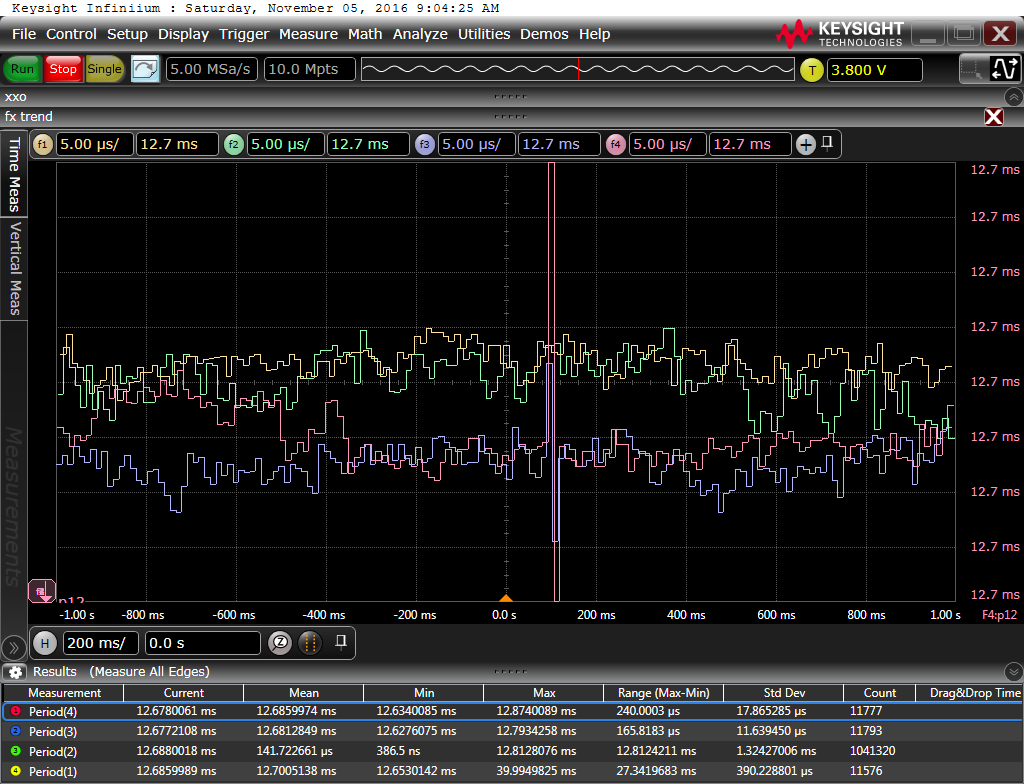 Keysight Infiniium : Saturday, November 05, 2016 9:04:25 AM
File Control Setup Display Trigger Measure Math Analyze Utilities Demos Help
KEYSIGHT TECHNOLOGIES
Run Stop Single 5.00 MSa/s 10.0 Mpts T 3.800 V
xxo
fx trend
f1 5.00 µs/ 12.7 ms f2 5.00 µs/ 12.7 ms f3 5.00 µs/ 12.7 ms f4 5.00 µs/ 12.7 ms
Time Meas
Vertical Meas
Measurements
12.7 ms
12.7 ms
12.7 ms
12.7 ms
12.7 ms
12.7 ms
12.7 ms
12.7 ms
12.7 ms
p12
-1.00 s -800 ms -600 ms -400 ms -200 ms 0.0 s 200 ms 400 ms 600 ms 800 ms 1.00 s F4:p12
H 200 ms/ 0.0 s Z
Results (Measure All Edges)
Measurement Current Mean Min Max Range (Max-Min) Std Dev Count Drag&Drop Time
Period(4) 12.6780061 ms 12.6859974 ms 12.6340085 ms 12.8740089 ms 240.0003 µs 17.865285 µs 11777
Period(3) 12.6772108 ms 12.6812849 ms 12.6276075 ms 12.7934258 ms 165.8183 µs 11.639450 µs 11793
Period(2) 12.6880018 ms 141.722661 µs 386.5 ns 12.8128076 ms 12.8124211 ms 1.32427006 ms 1041320
Period(1) 12.6859989 ms 12.7005138 ms 12.6530142 ms 39.9949825 ms 27.3419683 ms 390.228801 µs 11576